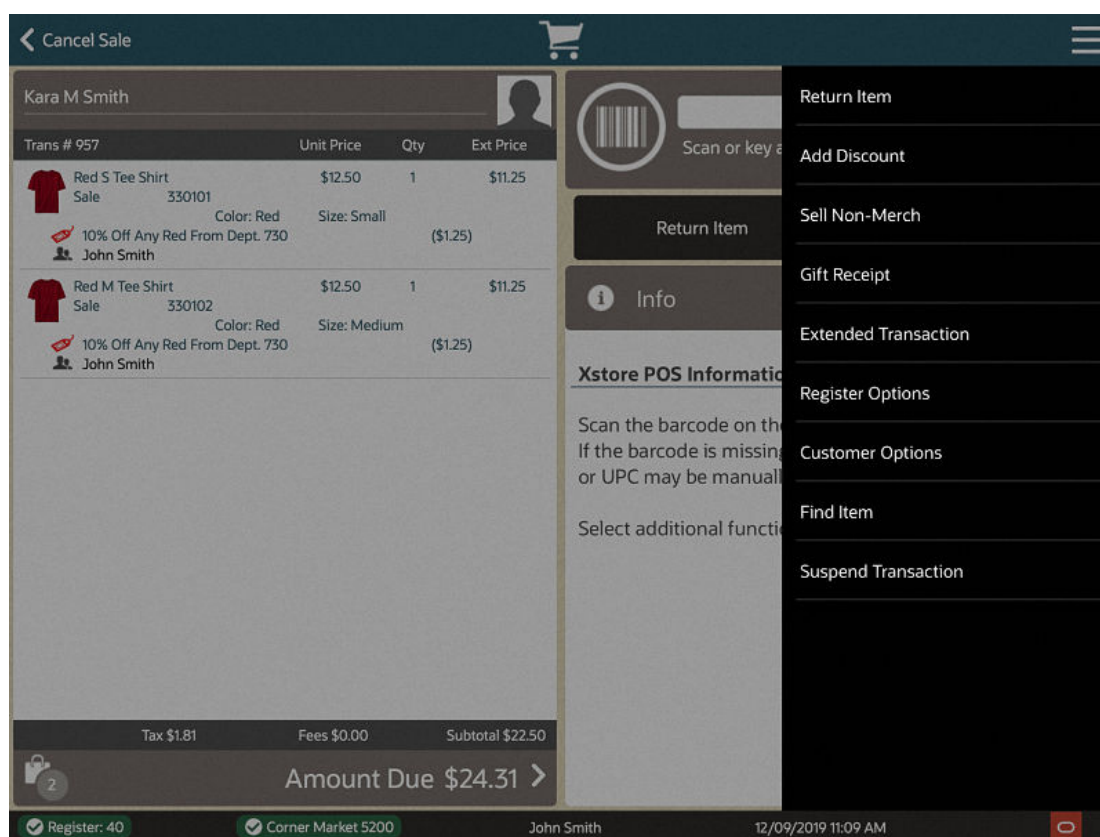 Cancel Sale
Kara M Smith
Trans # 957 Unit Price Qty Ext Price
Red S Tee Shirt $12.50 1 $11.25
Sale 330101
Color: Red Size: Small
10% Off Any Red From Dept. 730 ($1.25)
John Smith
Red M Tee Shirt $12.50 1 $11.25
Sale 330102
Color: Red Size: Medium
10% Off Any Red From Dept. 730 ($1.25)
John Smith
Tax $1.81 Fees $0.00 Subtotal $22.50
2
Amount Due $24.31
Scan or key a
Return Item
Info
Xstore POS Informatio
Scan the barcode on th
If the barcode is missing
or UPC may be manuall
Select additional functi
Return Item
Add Discount
Sell Non-Merch
Gift Receipt
Extended Transaction
Register Options
Customer Options
Find Item
Suspend Transaction
Register: 40 Corner Market 5200 John Smith 12/09/2019 11:09 AM